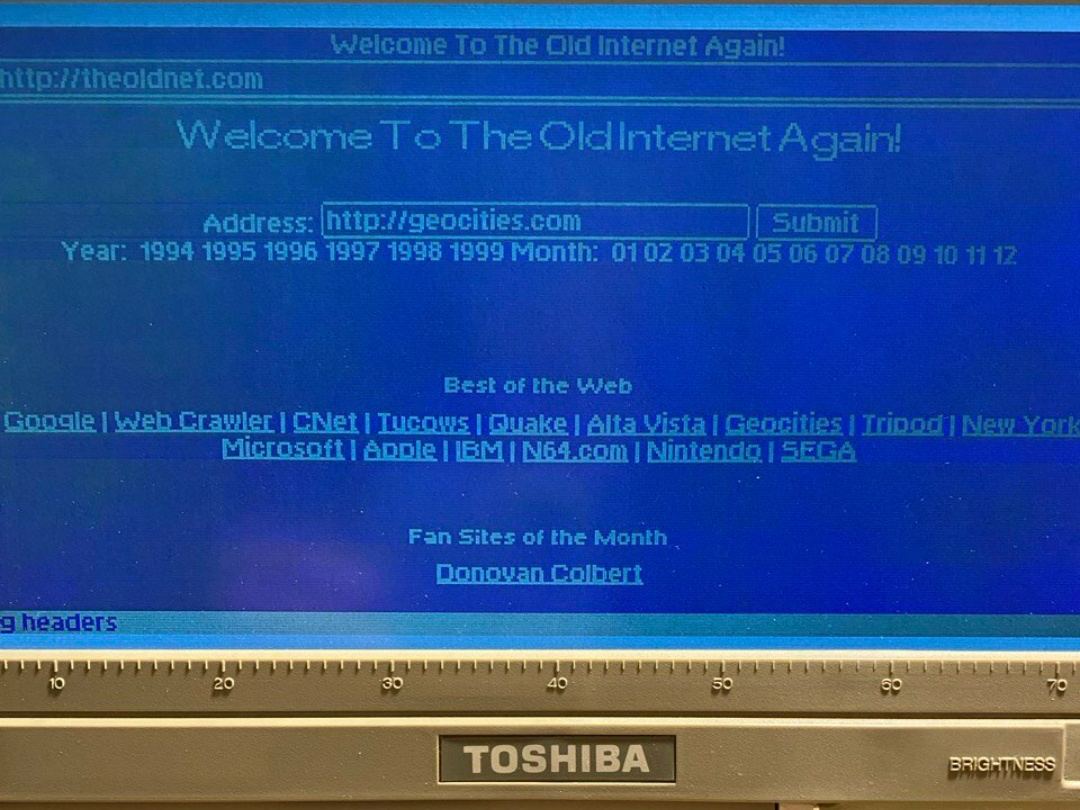 Welcome To The Old Internet Again!
http://theoldnet.com
Welcome To The Old Internet Again!
Address: http://geocities.com Submit
Year: 1994 1995 1996 1997 1998 1999 Month: 01 02 03 04 05 06 07 08 09 10 11 12
Best of the Web
Google | Web Crawler | CNet | Tucows | Quake | Alta Vista | Geocities | Tripod | New York
Microsoft | Apple | IBM | N64.com | Nintendo | SEGA
Fan Sites of the Month
Donovan Colbert
g headers
10 20 30 40 50 60 70
TOSHIBA
BRIGHTNESS